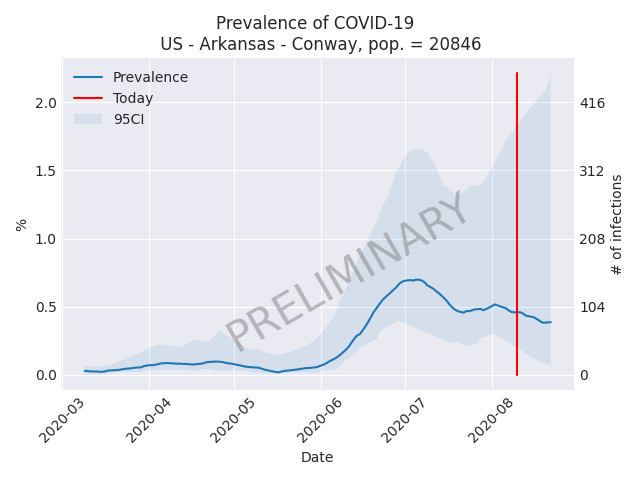 Prevalence of COVID-19
US - Arkansas - Conway, pop. = 20846
Prevalence
Today
95CI
2.0
1.5
1.0
0.5
0.0
%
416
312
208
104
0
# of infections
PRELIMINARY
2020-03
2020-04
2020-05
2020-06
2020-07
2020-08
Date